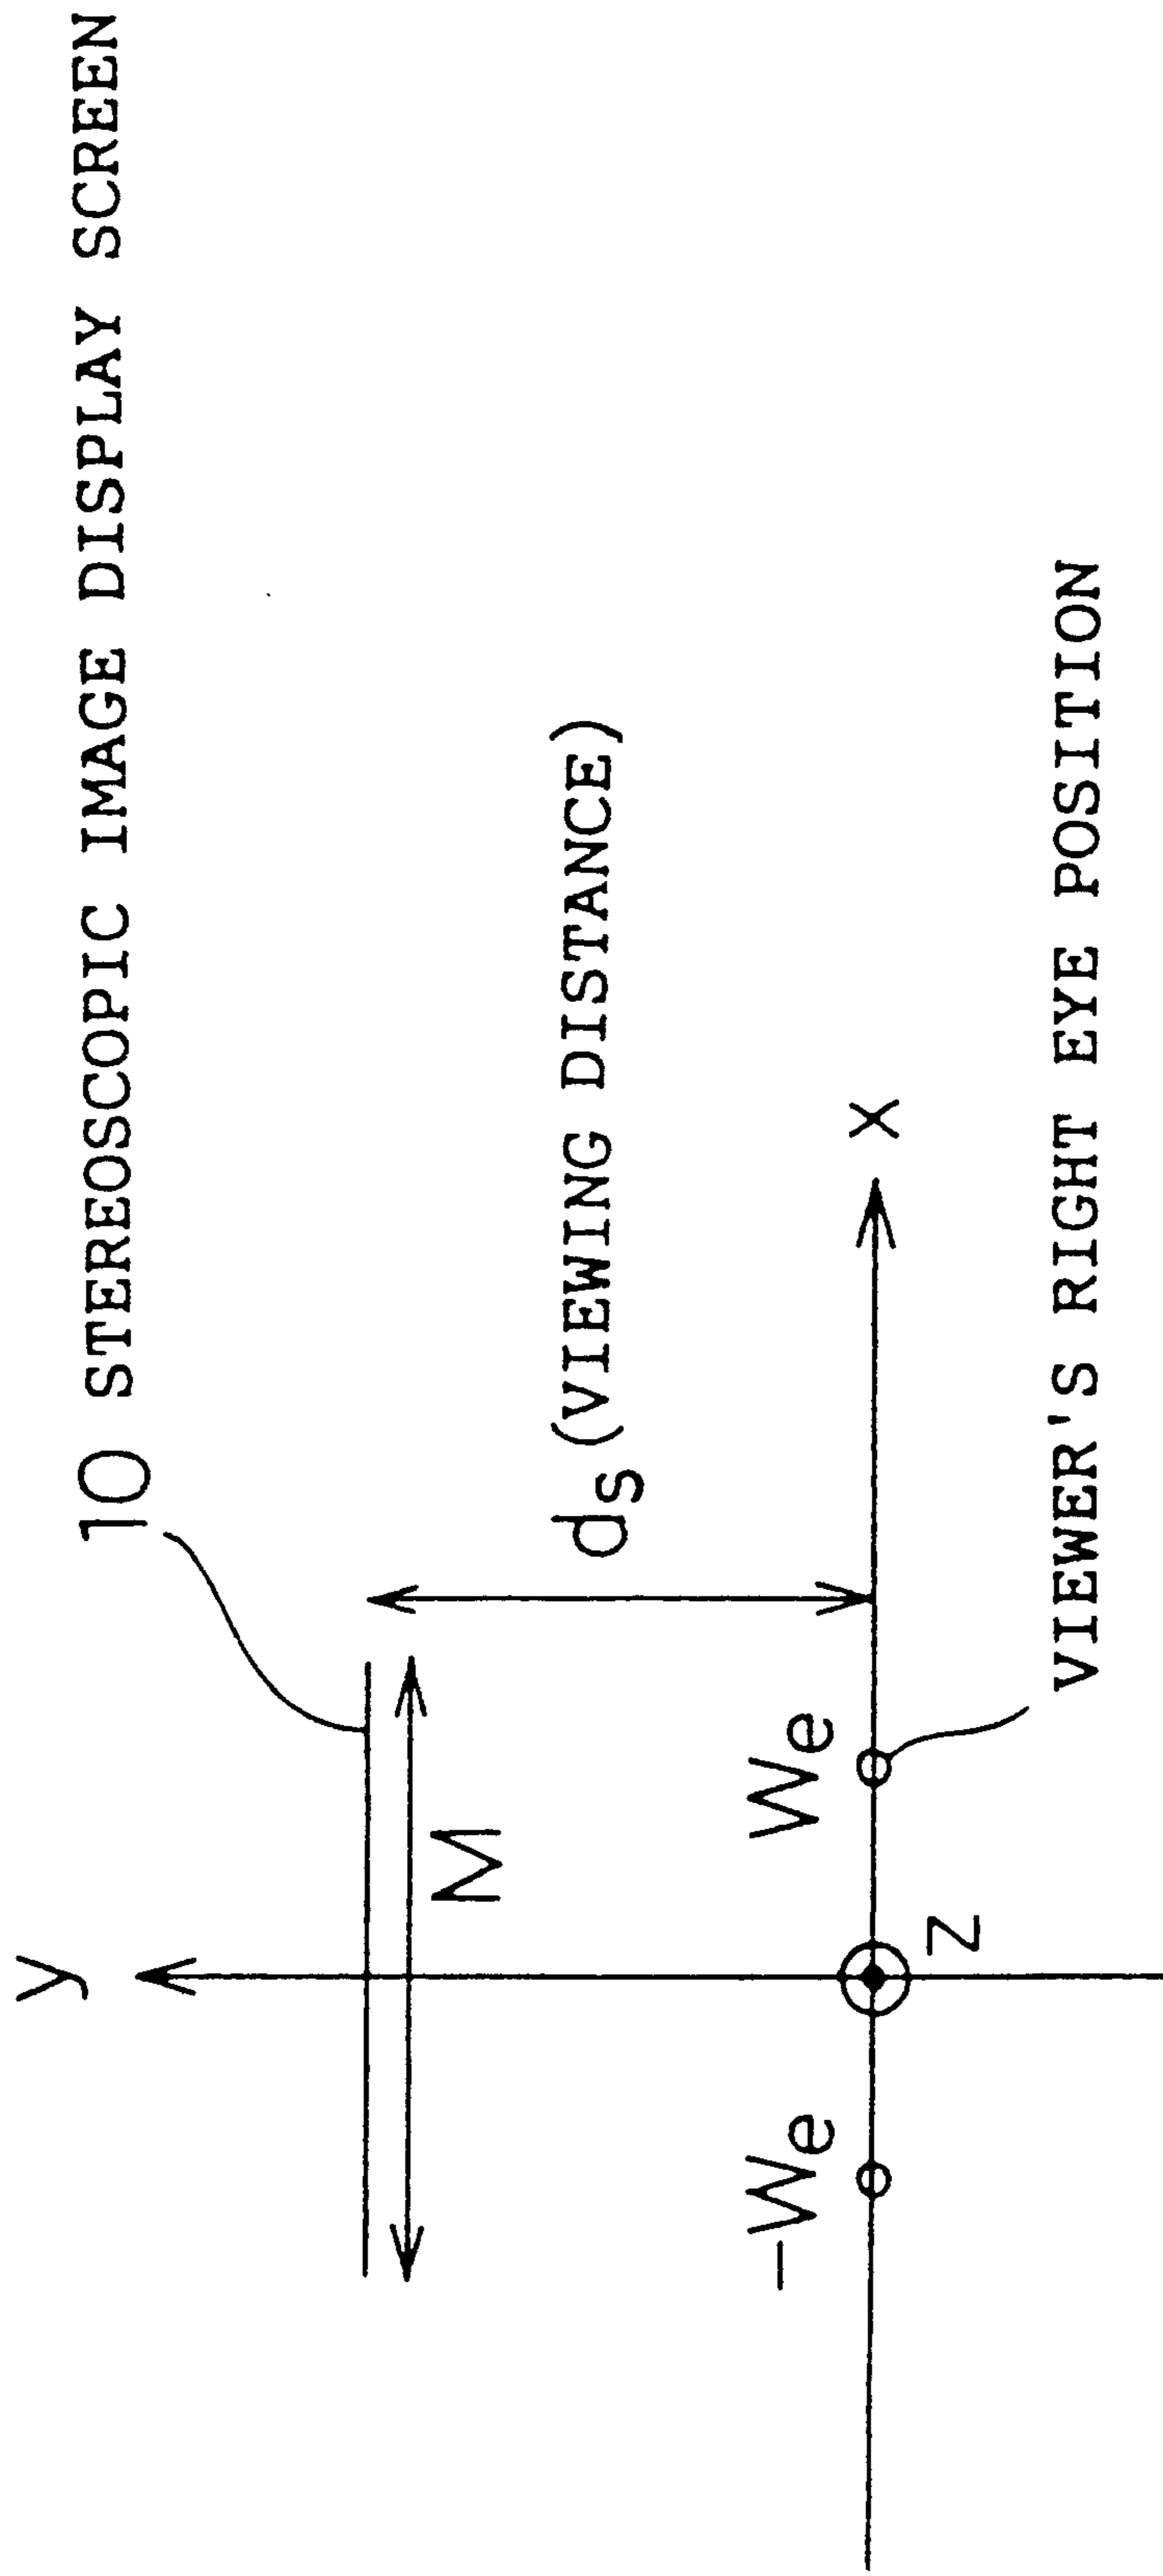 y
10 STEREOSCOPIC IMAGE DISPLAY SCREEN
M
ds (VIEWING DISTANCE)
-We
We
x
z
VIEWER'S RIGHT EYE POSITION